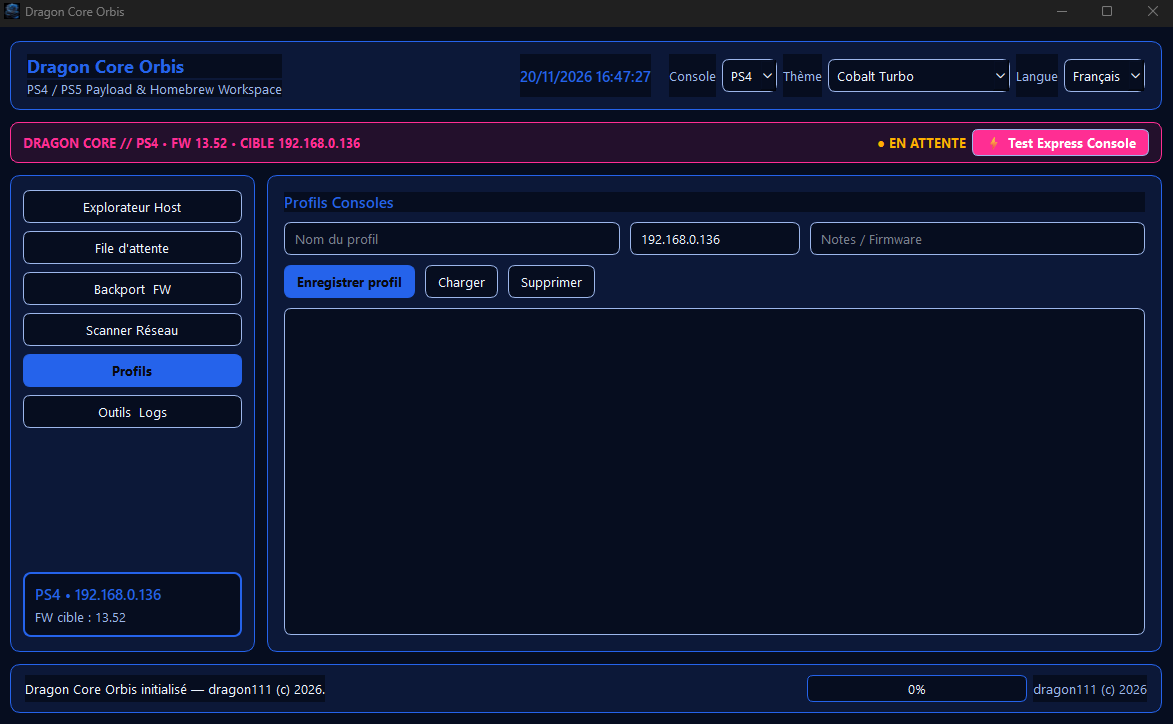 Dragon Core Orbis
Dragon Core Orbis
PS4 / PS5 Payload & Homebrew Workspace
20/11/2026 16:47:27
Console
PS4
Thème
Cobalt Turbo
Langue
Français
DRAGON CORE // PS4 • FW 13.52 • CIBLE 192.168.0.136
● EN ATTENTE
⚡ Test Express Console
Explorateur Host
File d'attente
Backport  FW
Scanner Réseau
Profils
Outils  Logs
PS4 • 192.168.0.136
FW cible : 13.52
Profils Consoles
Nom du profil
192.168.0.136
Notes / Firmware
Enregistrer profil
Charger
Supprimer
Dragon Core Orbis initialisé — dragon111 (c) 2026.
0%
dragon111 (c) 2026